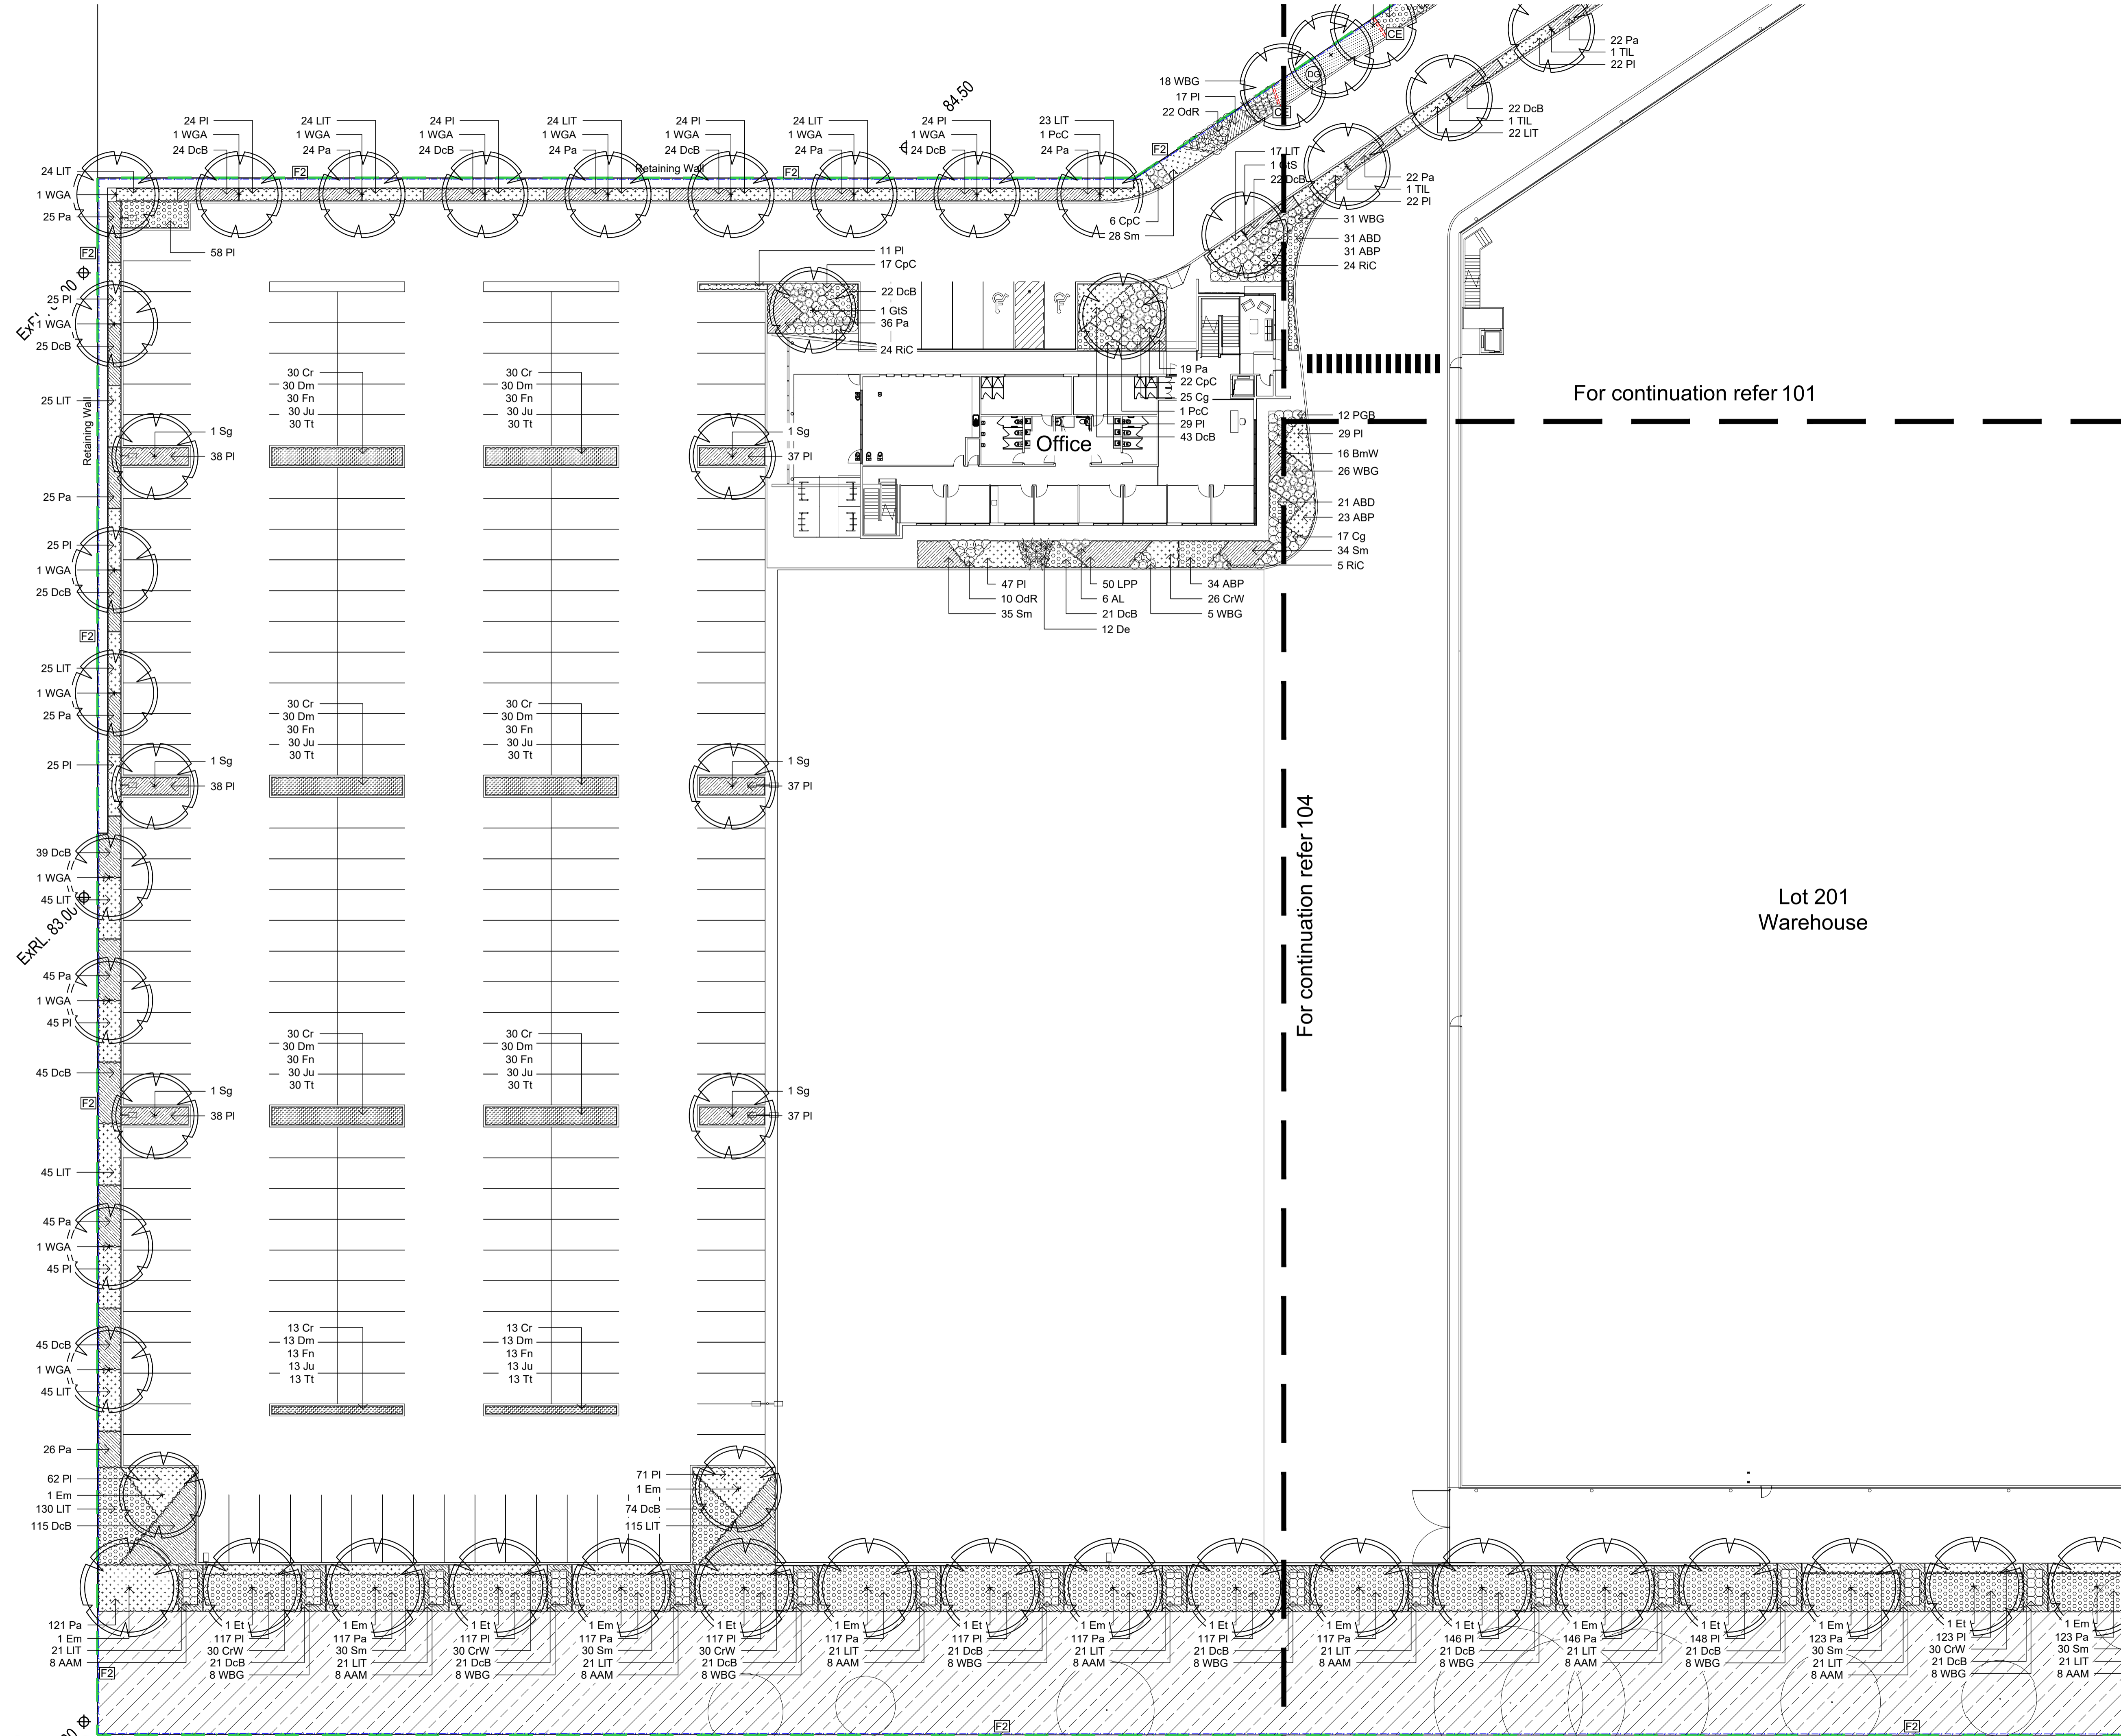 CE
22 Pa
1 TIL
22 Pl
DG
18 WBG
17 Pl
22 OdR
CE
84.50
22 DcB
1 TIL
22 LIT
24 Pl
1 WGA
24 DcB
24 LIT
1 WGA
24 Pa
24 Pl
1 WGA
24 DcB
24 LIT
1 WGA
24 Pa
24 Pl
1 WGA
24 DcB
24 LIT
1 WGA
24 Pa
24 Pl
1 WGA
24 DcB
23 LIT
1 PcC
24 Pa
F2
F2
F2
Retaining Wall
17 LIT
1 GtS
22 DcB
22 Pa
1 TIL
22 Pl
24 LIT
1 WGA
25 Pa
58 Pl
6 CpC
28 Sm
31 WBG
31 ABD
31 ABP
24 RiC
F2
11 Pl
17 CpC
22 DcB
1 GtS
36 Pa
24 RiC
25 Pl
1 WGA
25 DcB
25 LIT
Retaining Wall
19 Pa
22 CpC
25 Cg
1 PcC
29 Pl
43 DcB
Office
For continuation refer 101
30 Cr
30 Dm
30 Fn
30 Ju
30 Tt
30 Cr
30 Dm
30 Fn
30 Ju
30 Tt
1 Sg
38 Pl
1 Sg
37 Pl
12 PGB
29 Pl
16 BmW
26 WBG
21 ABD
23 ABP
17 Cg
34 Sm
5 RiC
25 Pa
25 Pl
1 WGA
25 DcB
47 Pl
10 OdR
35 Sm
50 LPP
6 AL
21 DcB
12 De
34 ABP
26 CrW
5 WBG
F2
25 LIT
1 WGA
25 Pa
25 Pl
30 Cr
30 Dm
30 Fn
30 Ju
30 Tt
30 Cr
30 Dm
30 Fn
30 Ju
30 Tt
1 Sg
38 Pl
1 Sg
37 Pl
For continuation refer 104
Lot 201
Warehouse
39 DcB
1 WGA
45 LIT
ExRL. 83.00
45 Pa
1 WGA
45 Pl
45 DcB
F2
30 Cr
30 Dm
30 Fn
30 Ju
30 Tt
30 Cr
30 Dm
30 Fn
30 Ju
30 Tt
1 Sg
38 Pl
1 Sg
37 Pl
45 LIT
45 Pa
1 WGA
45 Pl
13 Cr
13 Dm
13 Fn
13 Ju
13 Tt
13 Cr
13 Dm
13 Fn
13 Ju
13 Tt
45 DcB
1 WGA
45 LIT
26 Pa
62 Pl
1 Em
130 LIT
115 DcB
71 Pl
1 Em
74 DcB
115 LIT
121 Pa
1 Em
21 LIT
8 AAM
1 Et
117 Pl
30 CrW
21 DcB
8 WBG
1 Em
117 Pa
30 Sm
21 LIT
8 AAM
1 Et
117 Pl
30 CrW
21 DcB
8 WBG
1 Em
117 Pa
30 Sm
21 LIT
8 AAM
1 Et
117 Pl
30 CrW
21 DcB
8 WBG
1 Em
117 Pa
21 LIT
8 AAM
1 Et
117 Pl
21 DcB
8 WBG
1 Em
117 Pa
21 LIT
8 AAM
1 Et
117 Pl
21 DcB
8 WBG
1 Em
117 Pa
21 LIT
8 AAM
1 Et
146 Pl
21 DcB
8 WBG
1 Em
146 Pa
21 LIT
8 AAM
1 Et
148 Pl
21 DcB
8 WBG
1 Em
123 Pa
30 Sm
21 LIT
8 AAM
1 Et
123 Pl
30 CrW
21 DcB
8 WBG
1 Em
123 Pa
30 Sm
21 LIT
8 AAM
F2
F2
F2